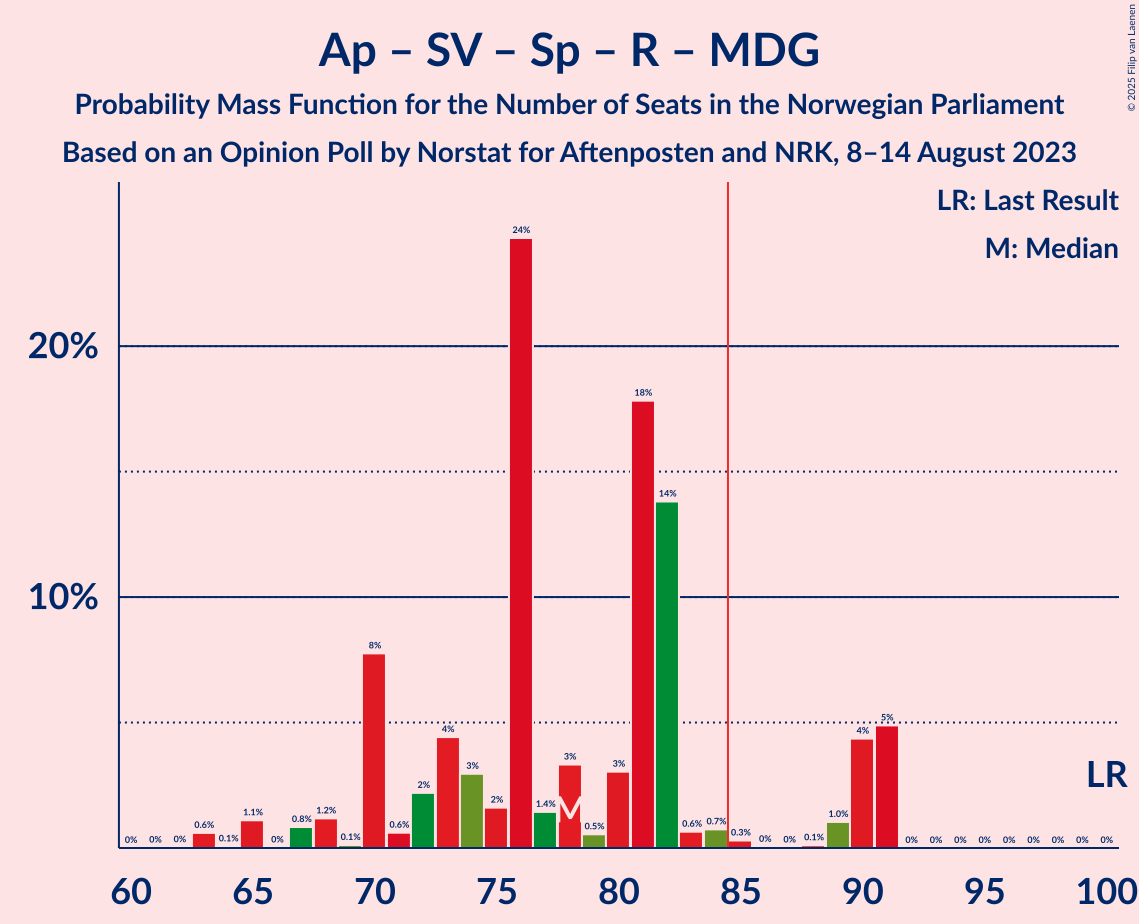 Ap – SV – Sp – R – MDG
Probability Mass Function for the Number of Seats in the Norwegian Parliament
Based on an Opinion Poll by Norstat for Aftenposten and NRK, 8–14 August 2023
© 2025 Filip van Laenen
LR: Last Result
M: Median
20%
10%
0% 0% 0% 0.6% 0.1% 1.1% 0% 0.8% 1.2% 0.1% 8% 0.6% 2% 4% 3% 2% 24% 1.4% 3% 0.5% 3% 18% 14% 0.6% 0.7% 0.3% 0% 0% 0.1% 1.0% 4% 5% 0% 0% 0% 0% 0% 0% 0% 0% 0%
M
LR
60 65 70 75 80 85 90 95 100